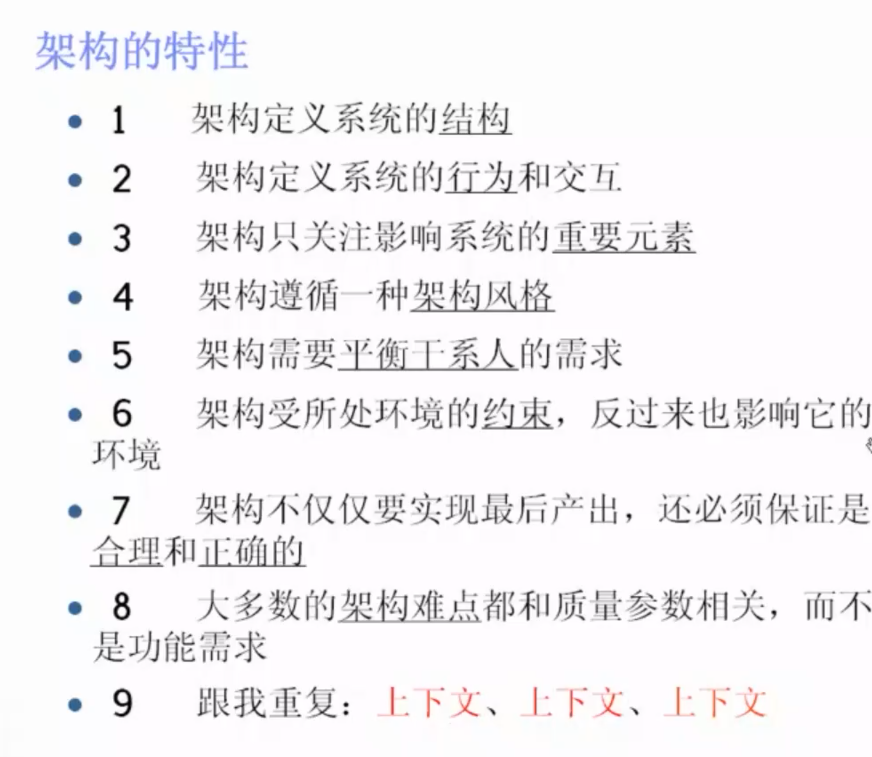 架构的特性
• 1 架构定义系统的结构
• 2 架构定义系统的行为和交互
• 3 架构只关注影响系统的重要元素
• 4 架构遵循一种架构风格
• 5 架构需要平衡干系人的需求
• 6 架构受所处环境的约束，反过来也影响它的
环境
• 7 架构不仅仅要实现最后产出，还必须保证是
合理和正确的
• 8 大多数的架构难点都和质量参数相关，而不
是功能需求
• 9 跟我重复：上下文、上下文、上下文